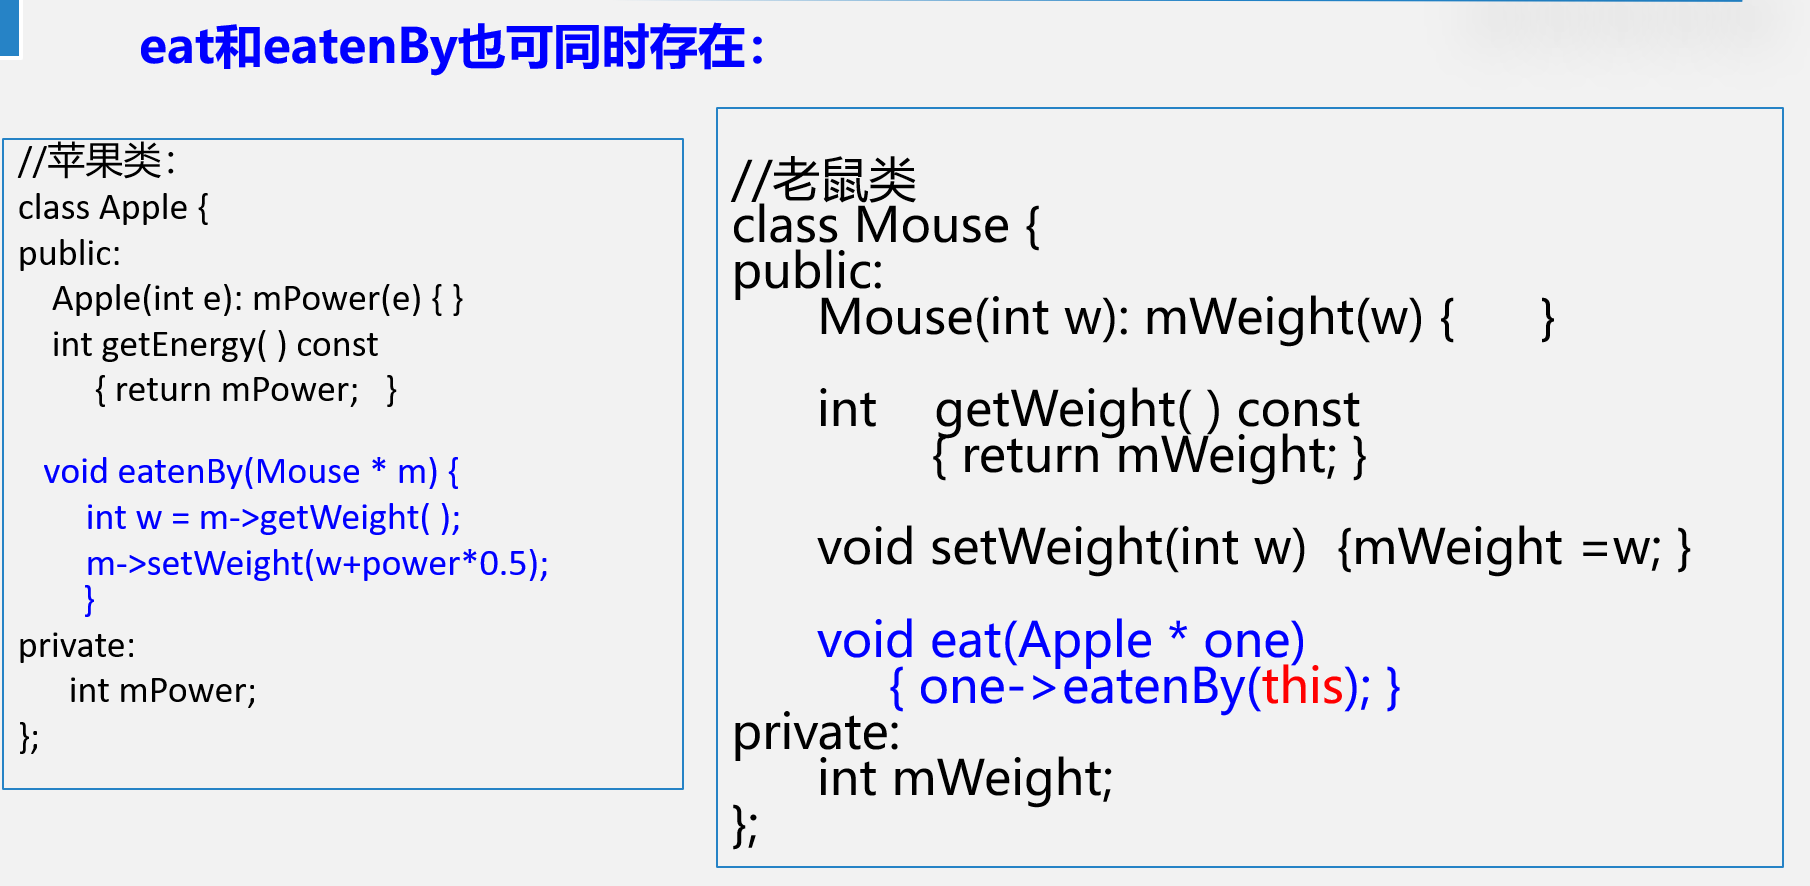 eat和eatenBy也可同时存在：
//苹果类：
class Apple {
public:
Apple(int e): mPower(e) { }
int getEnergy( ) const
{ return mPower; }
void eatenBy(Mouse * m) {
int w = m->getWeight( );
m->setWeight(w+power*0.5);
}
private:
int mPower;
};
//老鼠类
class Mouse {
public:
Mouse(int w): mWeight(w) { }
int getWeight( ) const
{ return mWeight; }
void setWeight(int w) {mWeight =w; }
void eat(Apple * one)
{ one->eatenBy(this); }
private:
int mWeight;
};